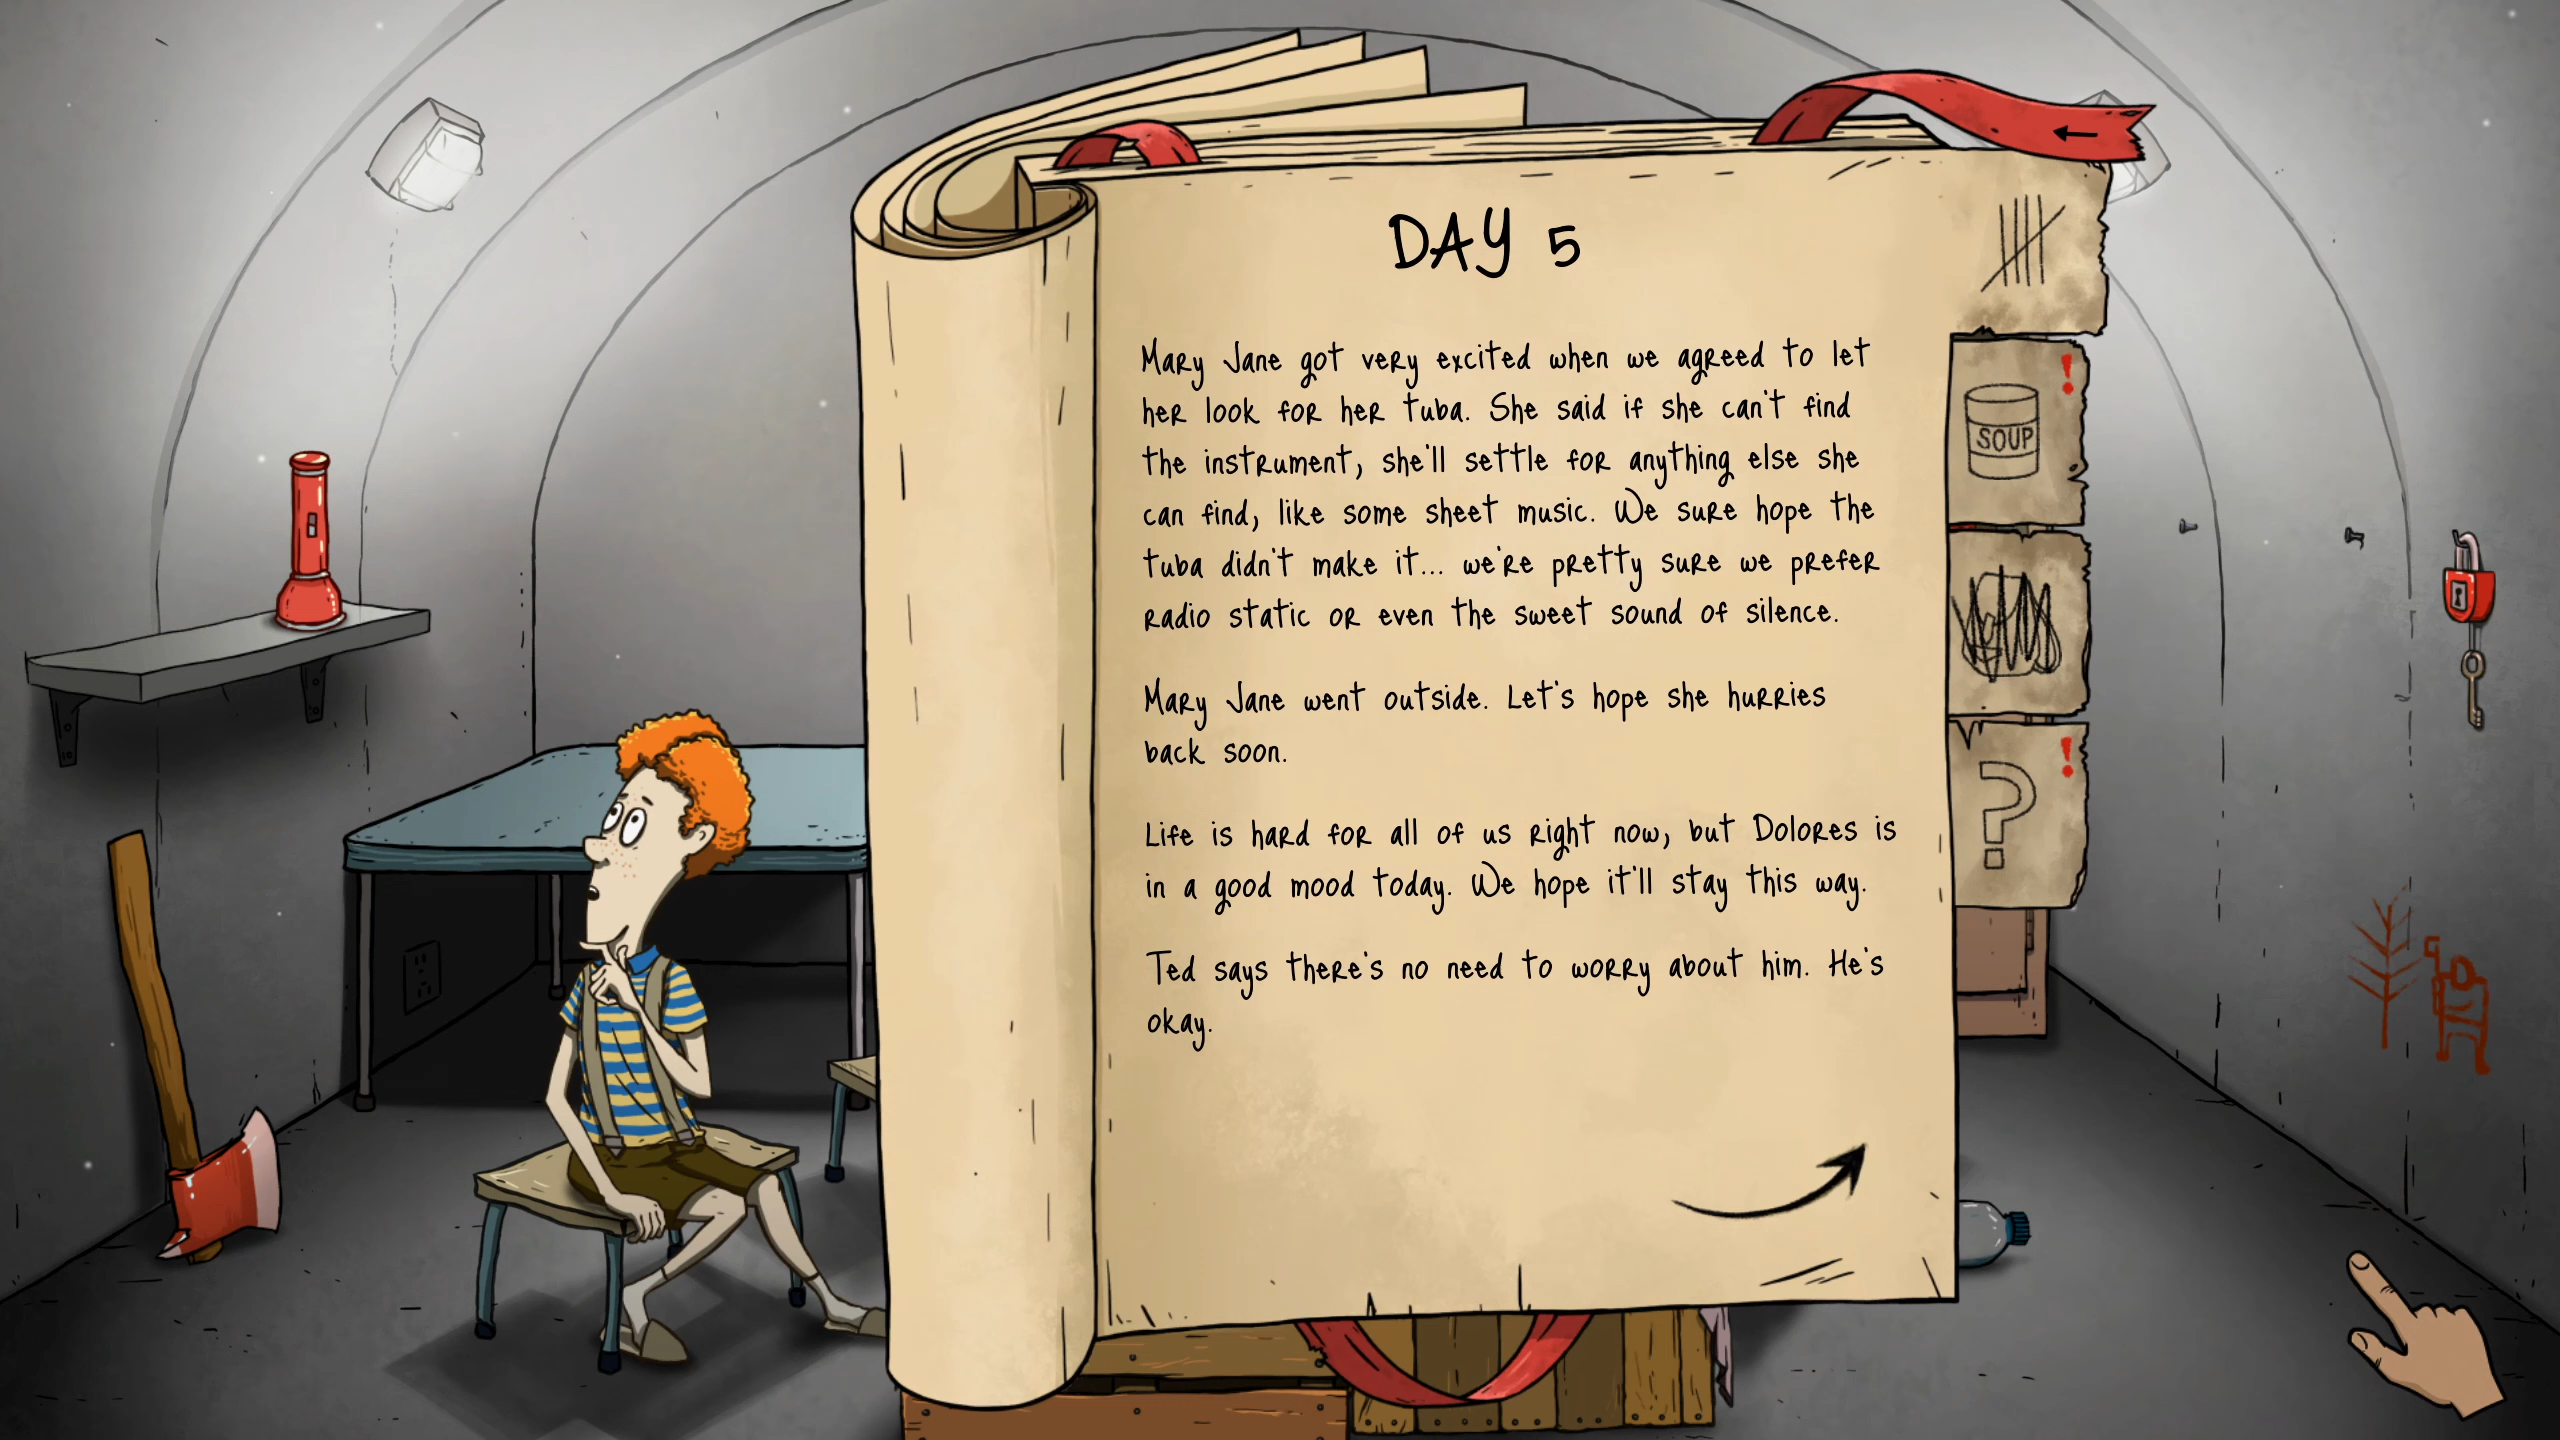 DAY 5
Mary Jane got very excited when we agreed to let
her look for her tuba. She said if she can't find
the instrument, she'll settle for anything else she
can find, like some sheet music. We sure hope the
tuba didn't make it... we're pretty sure we prefer
radio static or even the sweet sound of silence.
Mary Jane went outside. Let's hope she hurries
back soon.
Life is hard for all of us right now, but Dolores is
in a good mood today. We hope it'll stay this way.
Ted says there's no need to worry about him. He's
okay.
!
SOUP
!
?